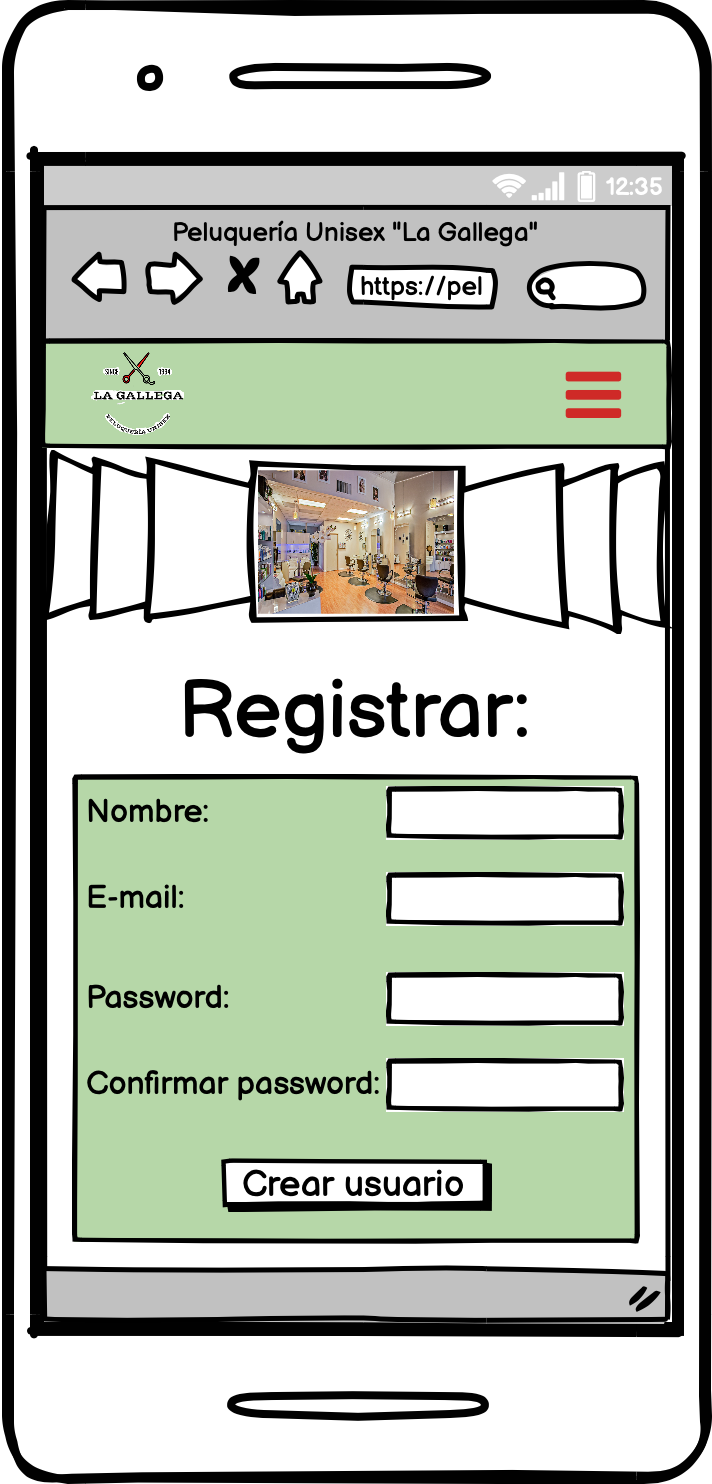 12:35
Peluquería Unisex "La Gallega"
https://pel
SINCE 1994
LA GALLEGA
PELUQUERÍA UNISEX
Registrar:
Nombre:
E-mail:
Password:
Confirmar password:
Crear usuario